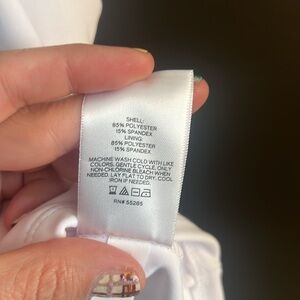 SHELL:
85% POLYESTER
15% SPANDEX
LINING:
85% POLYESTER
15% SPANDEX
MACHINE WASH COLD WITH LIKE
COLORS. GENTLE CYCLE. ONLY
NON-CHLORINE BLEACH WHEN
NEEDED. LAY FLAT TO DRY. COOL
IRON IF NEEDED.
RN# 55285